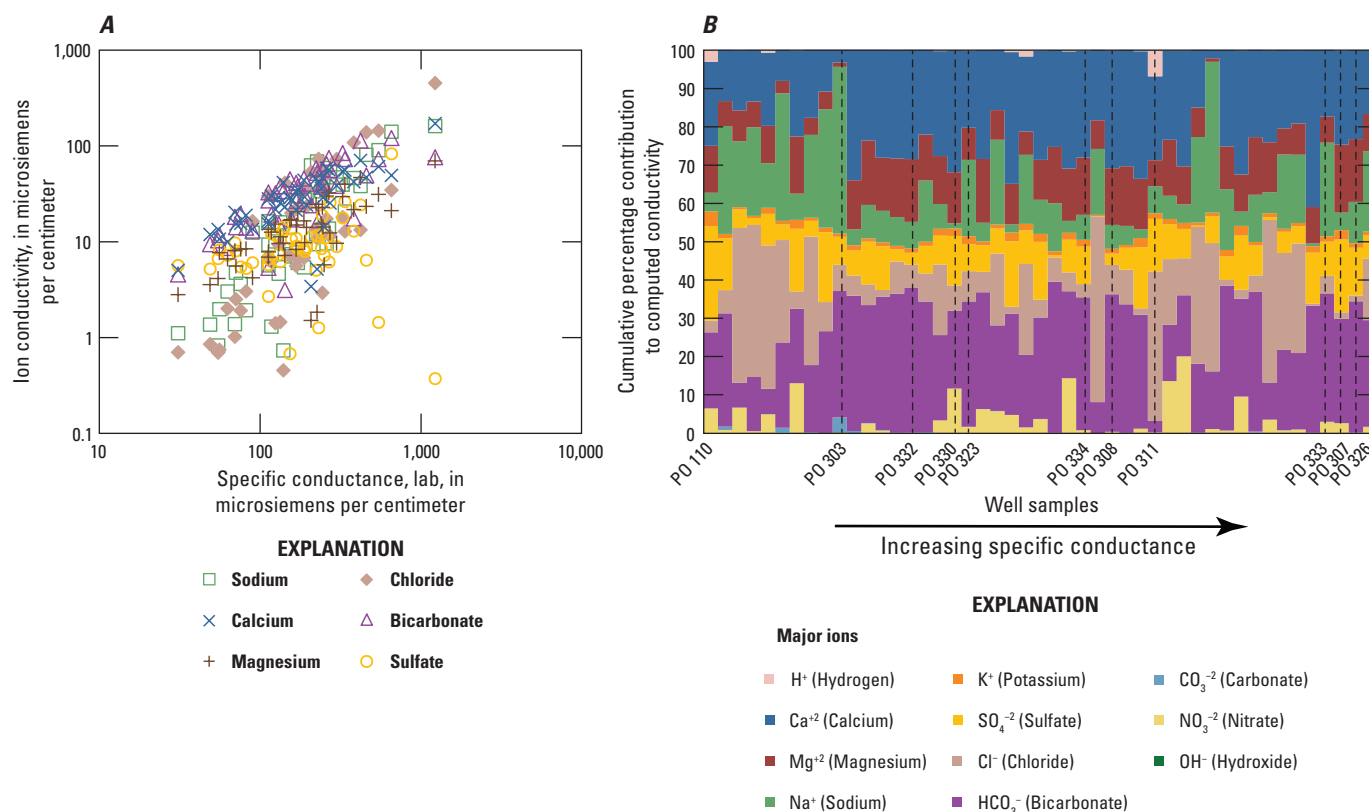 A
1,000
100
10
1
0.1
10
100
1,000
10,000
Ion conductivity, in microsiemens
per centimeter
Specific conductance, lab, in
microsiemens per centimeter
EXPLANATION
Sodium
Chloride
Calcium
Bicarbonate
Magnesium
Sulfate
B
100
90
80
70
60
50
40
30
20
10
0
Cumulative percentage contribution
to computed conductivity
PO 110
PO 303
PO 332
PO 330
PO 323
PO 334
PO 308
PO 311
PO 333
PO 307
PO 326
Well samples
Increasing specific conductance
EXPLANATION
Major ions
H⁺ (Hydrogen)
K⁺ (Potassium)
CO₃⁻² (Carbonate)
Ca⁺² (Calcium)
SO₄⁻² (Sulfate)
NO₃⁻² (Nitrate)
Mg⁺² (Magnesium)
Cl⁻ (Chloride)
OH⁻ (Hydroxide)
Na⁺ (Sodium)
HCO₃⁻ (Bicarbonate)